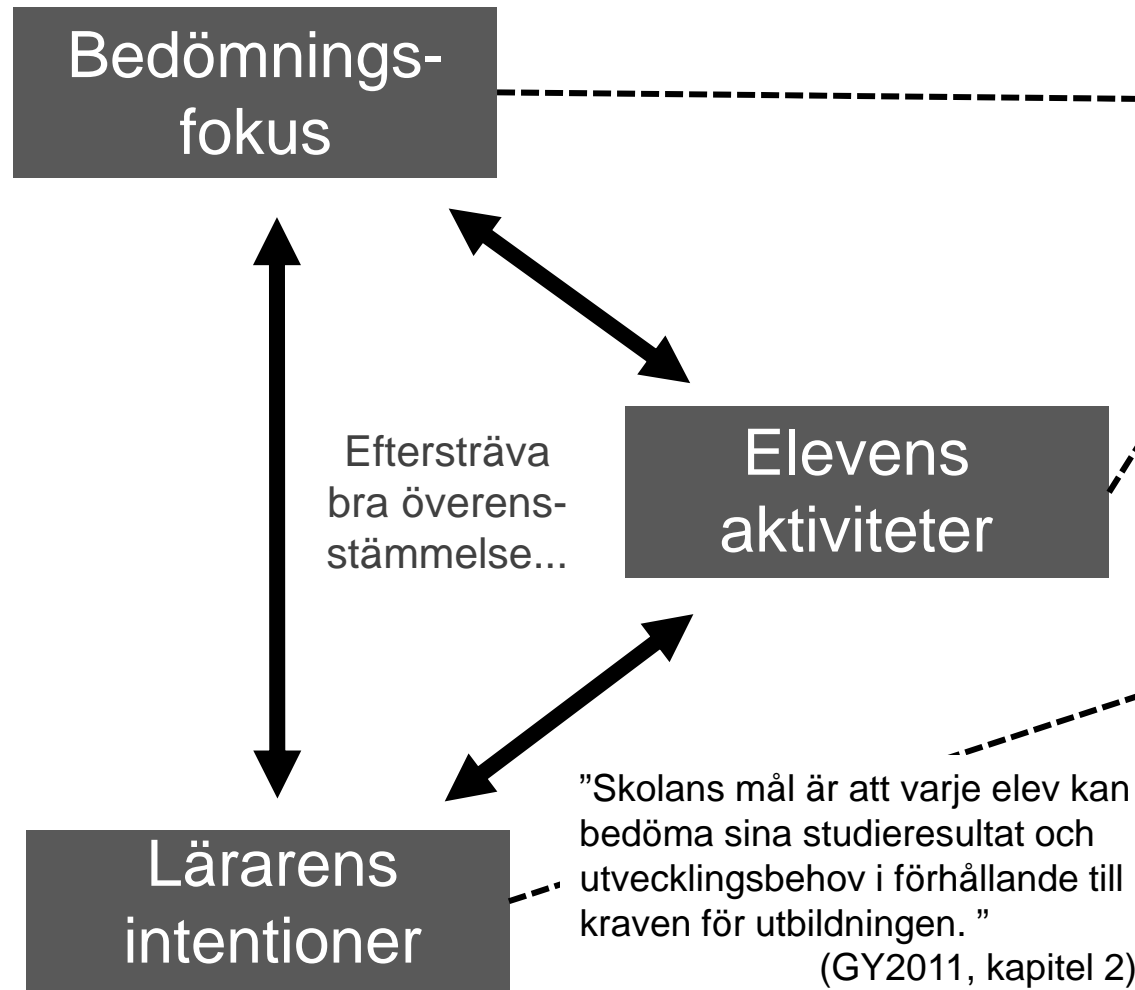 Bedömnings-
fokus
Eftersträva
bra överens-
stämmelse...
Elevens
aktiviteter
Lärarens
intentioner
”Skolans mål är att varje elev kan
bedöma sina studieresultat och
utvecklingsbehov i förhållande till
kraven för utbildningen. ”
(GY2011, kapitel 2)